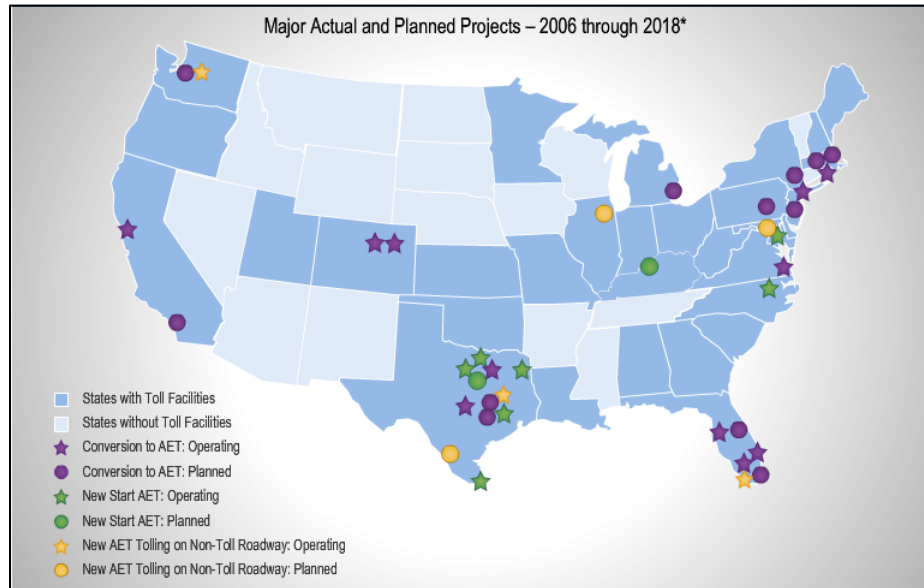 Major Actual and Planned Projects – 2006 through 2018*
States with Toll Facilities
States without Toll Facilities
Conversion to AET: Operating
Conversion to AET: Planned
New Start AET: Operating
New Start AET: Planned
New AET Tolling on Non-Toll Roadway: Operating
New AET Tolling on Non-Toll Roadway: Planned